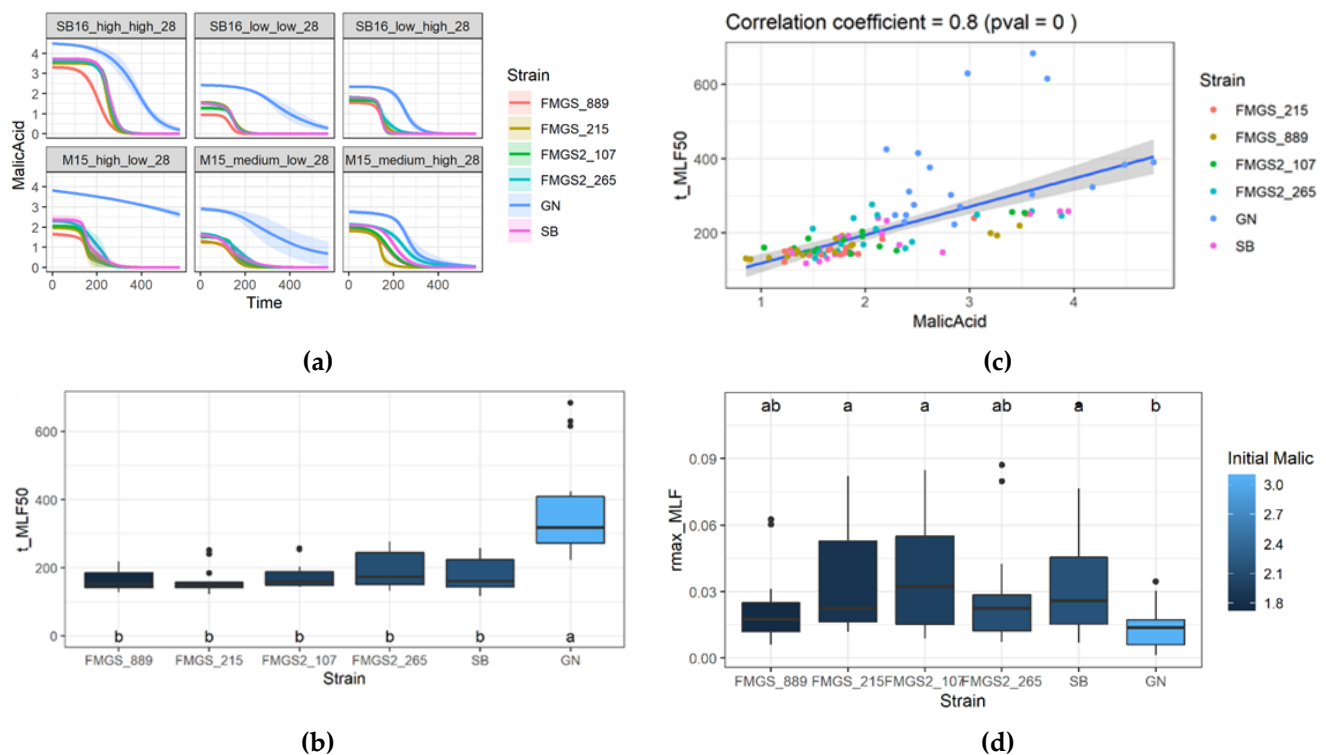 SB16_high_high_28
SB16_low_low_28
SB16_low_high_28
4
3
2
1
0
M15_high_low_28
M15_medium_low_28
M15_medium_high_28
4
3
2
1
0
0 200 400
0 200 400
0 200 400
MalicAcid
Time
Strain
FMGS_889
FMGS_215
FMGS2_107
FMGS2_265
GN
SB
(a)
Correlation coefficient = 0.8 (pval = 0 )
600
400
200
t_MLF50
1 2 3 4
MalicAcid
Strain
FMGS_215
FMGS_889
FMGS2_107
FMGS2_265
GN
SB
(c)
600
400
200
0
t_MLF50
b b b b b a
FMGS_889 FMGS_215 FMGS2_107 FMGS2_265 SB GN
Strain
(b)
ab a a ab a b
0.09
0.06
0.03
0.00
rmax_MLF
FMGS_889 FMGS_215 FMGS2_107 FMGS2_265 SB GN
Strain
Initial Malic
3.0
2.7
2.4
2.1
1.8
(d)